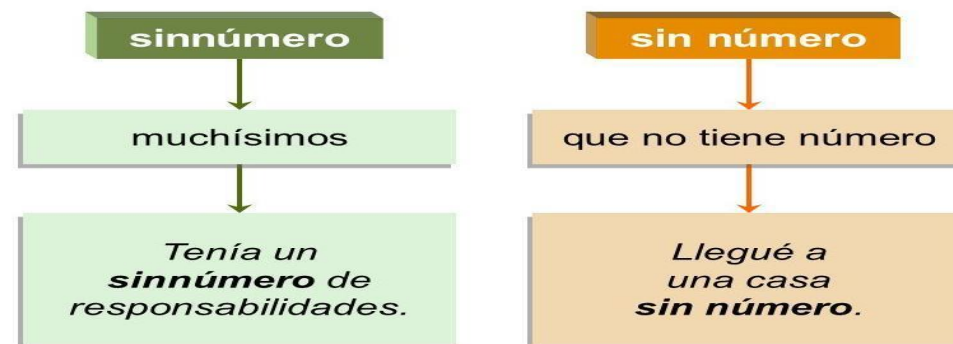 sinnúmero
muchísimos
Tenía un
sinnúmero de
responsabilidades.
sin número
que no tiene número
Llegué a
una casa
sin número.